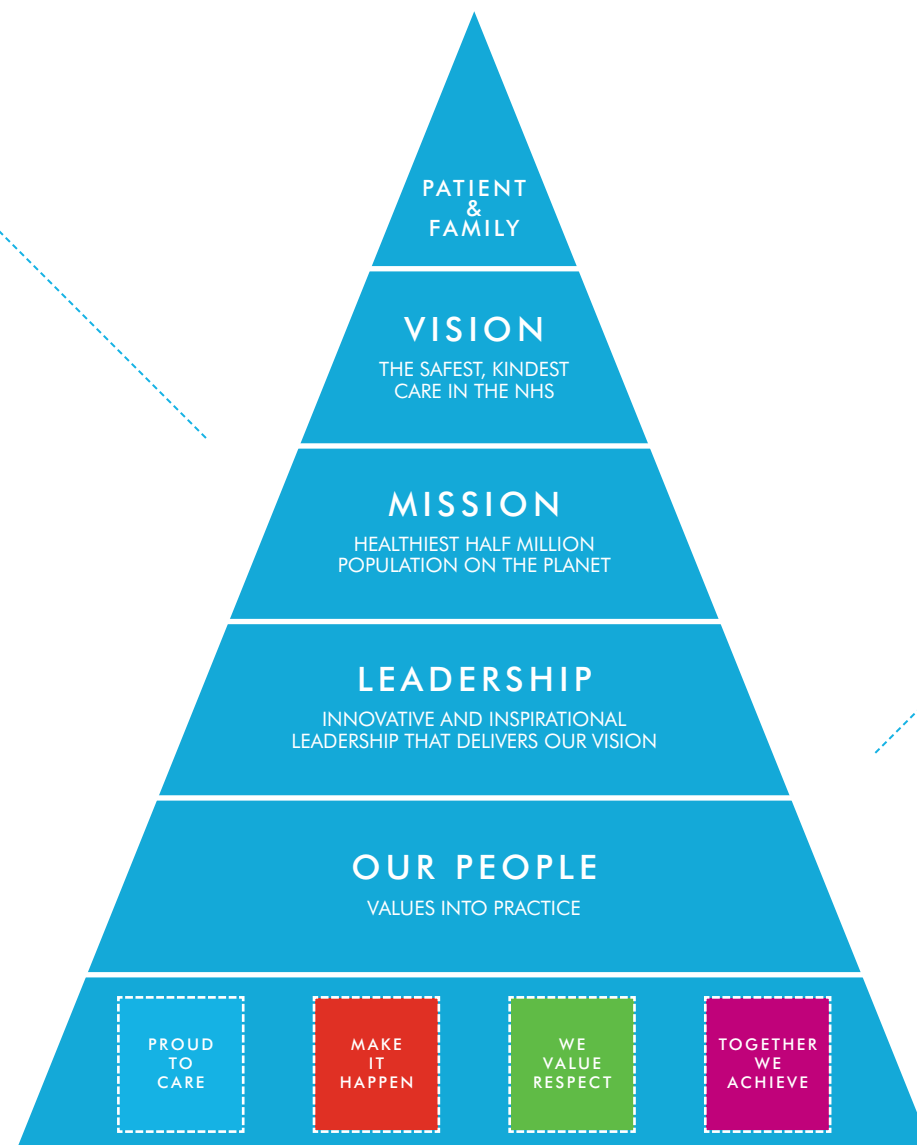 PATIENT
&
FAMILY
VISION
THE SAFEST, KINDEST
CARE IN THE NHS
MISSION
HEALTHIEST HALF MILLION
POPULATION ON THE PLANET
LEADERSHIP
INNOVATIVE AND INSPIRATIONAL
LEADERSHIP THAT DELIVERS OUR VISION
OUR PEOPLE
VALUES INTO PRACTICE
PROUD
TO
CARE
MAKE
IT
HAPPEN
WE
VALUE
RESPECT
TOGETHER
WE
ACHIEVE